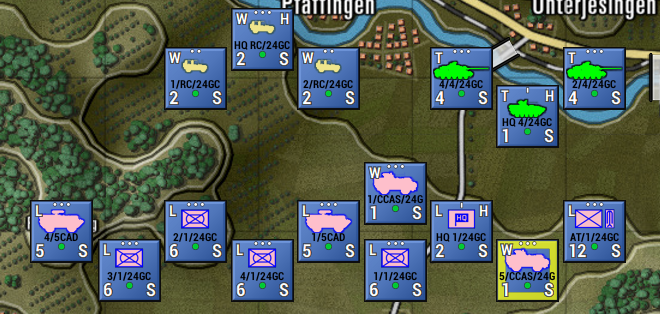 Pfäffingen
Unterjesingen
W H
HQ RC/24GC
2 S
W
1/RC/24GC
2 S
W
2/RC/24GC
2 S
T
4/4/24GC
4 S
T
2/4/24GC
4 S
T H
HQ 4/24GC
1 S
W
1/CCAS/24G
1 S
L
4/5CAD
5 S
L
2/1/24GC
6 S
L
1/5CAD
5 S
L H
HQ
HQ 1/24GC
2 S
L
AT/1/24GC
12 S
L
3/1/24GC
6 S
L
4/1/24GC
6 S
L
1/1/24GC
6 S
W
5/CCAS/24G
1 S